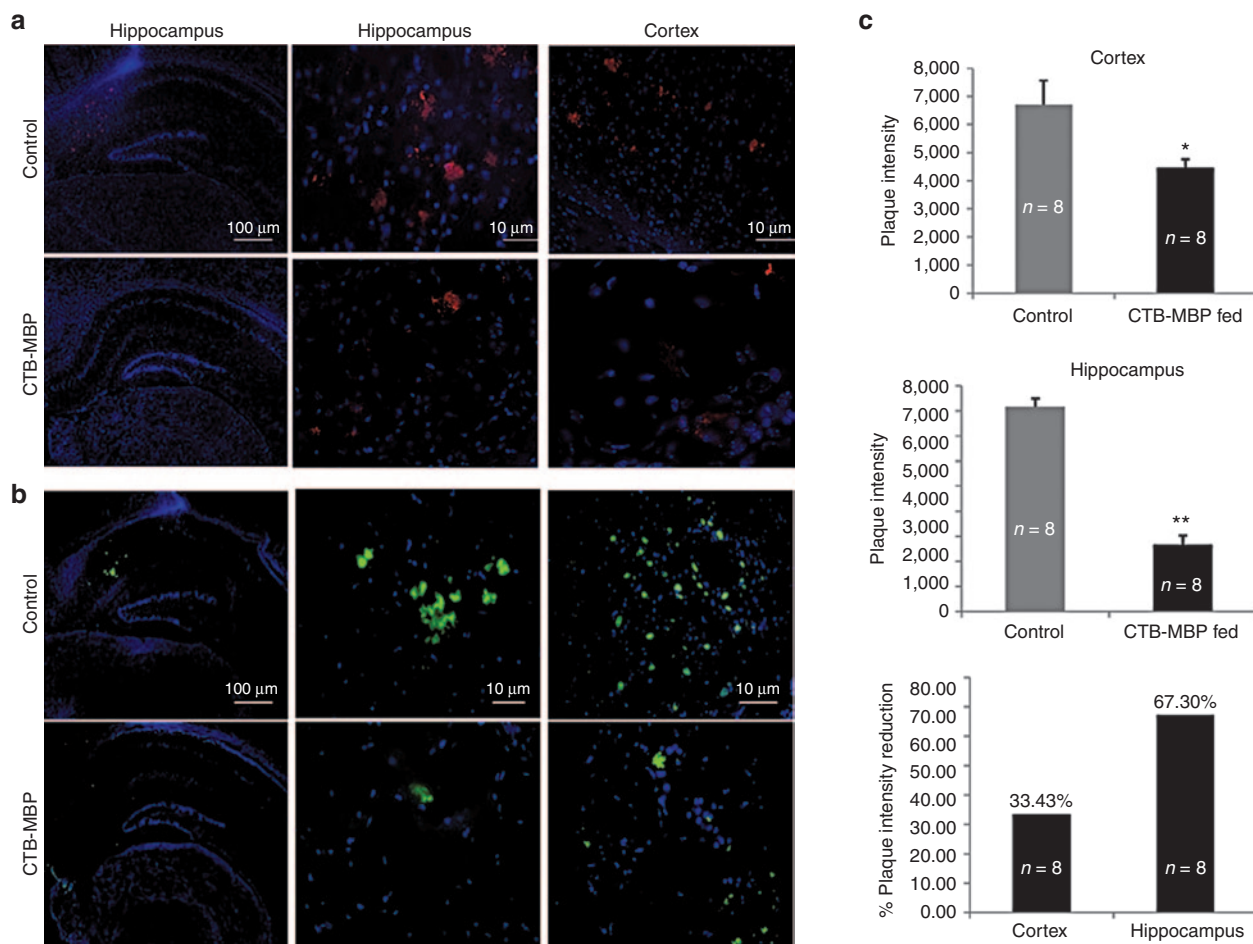 a
Hippocampus
Hippocampus
Cortex
Control
100 μm
10 μm
10 μm
CTB-MBP
b
Control
100 μm
10 μm
10 μm
CTB-MBP
c
Cortex
Plaque intensity
8,000
7,000
6,000
5,000
4,000
3,000
2,000
1,000
0
n = 8
*
n = 8
Control
CTB-MBP fed
Hippocampus
Plaque intensity
8,000
7,000
6,000
5,000
4,000
3,000
2,000
1,000
0
n = 8
**
n = 8
Control
CTB-MBP fed
% Plaque intensity reduction
80.00
70.00
60.00
50.00
40.00
30.00
20.00
10.00
0.00
33.43%
n = 8
67.30%
n = 8
Cortex
Hippocampus